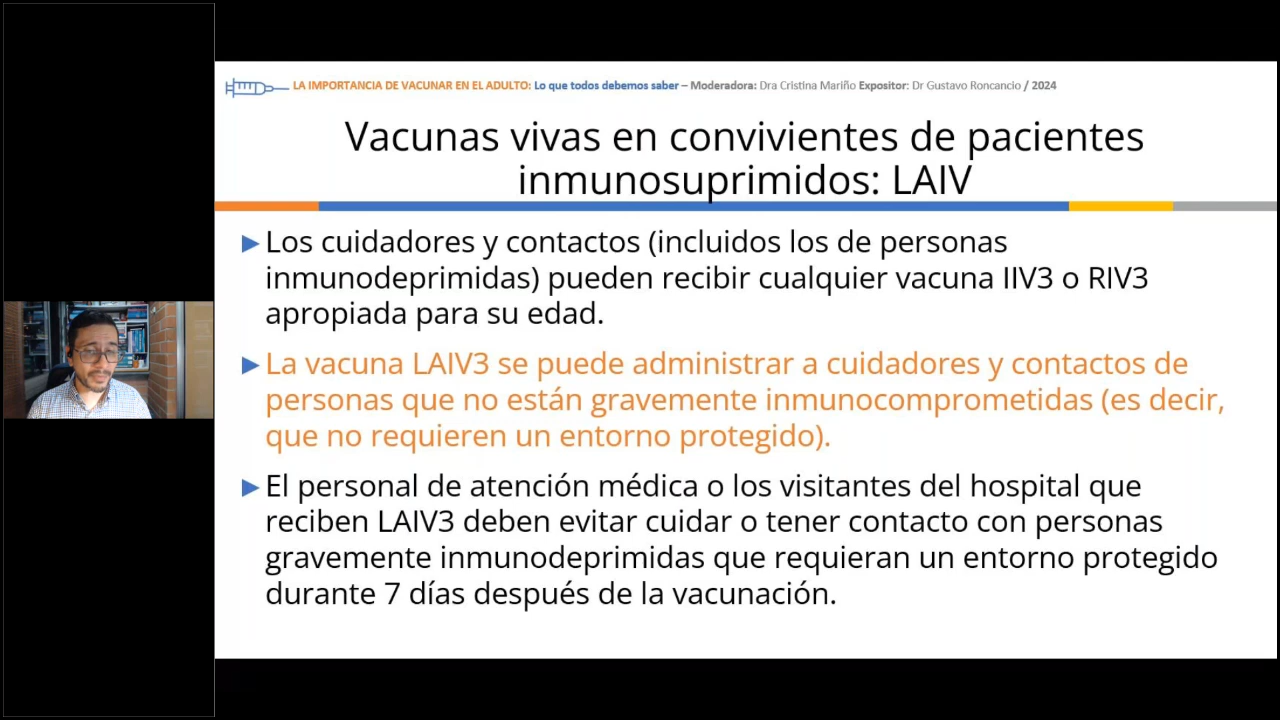 LA IMPORTANCIA DE VACUNAR EN EL ADULTO: Lo que todos debemos saber – Moderadora: Dra Cristina Mariño Expositor: Dr Gustavo Roncancio / 2024
Vacunas vivas en convivientes de pacientes
inmunosuprimidos: LAIV
Los cuidadores y contactos (incluidos los de personas
inmunodeprimidas) pueden recibir cualquier vacuna IIV3 o RIV3
apropiada para su edad.
La vacuna LAIV3 se puede administrar a cuidadores y contactos de
personas que no están gravemente inmunocomprometidas (es decir,
que no requieren un entorno protegido).
El personal de atención médica o los visitantes del hospital que
reciben LAIV3 deben evitar cuidar o tener contacto con personas
gravemente inmunodeprimidas que requieran un entorno protegido
durante 7 días después de la vacunación.